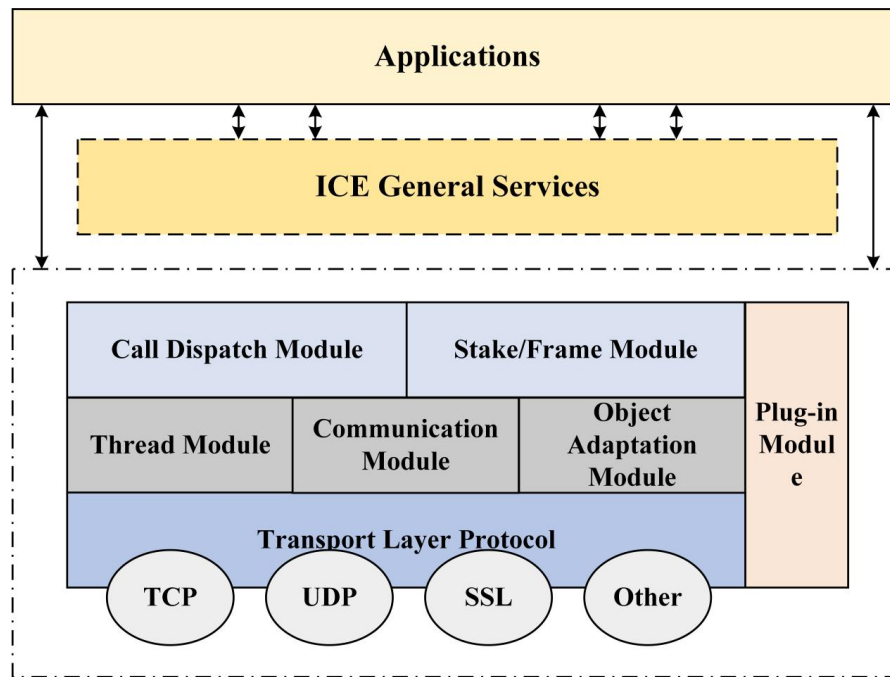 Applications
ICE General Services
Call Dispatch Module
Stake/Frame Module
Thread Module
Communication
Module
Object
Adaptation
Module
Plug-in
Modul
e
Transport Layer Protocol
TCP
UDP
SSL
Other